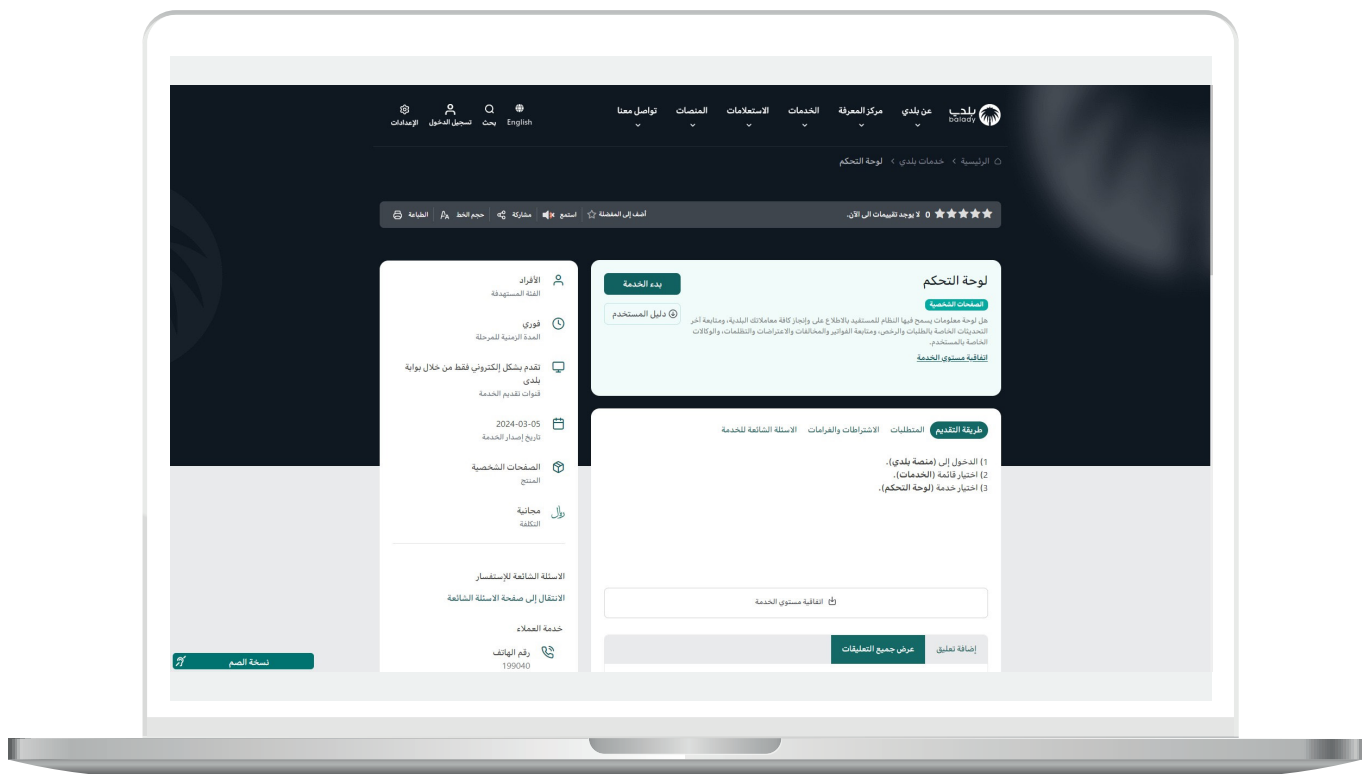 بلدي
balady
عن بلدي
مركز المعرفة
الخدمات
الاستعلامات
المنصات
تواصل معنا
English
بحث
تسجيل الدخول
الإعدادات
الرئيسية > خدمات بلدي > لوحة التحكم
0 لا يوجد تقييمات الى الآن.
أضف إلى المفضلة
استمع
مشاركة
حجم الخط
الطباعة
لوحة التحكم
الصفحات الشخصية
هل لوحة معلومات يسمح فيها النظام للمستفيد بالاطلاع على وإنجاز كافة معاملاتك البلدية، ومتابعة آخر
التحديثات الخاصة بالطلبات والرخص، ومتابعة الفواتير والمخالفات والاعتراضات والتظلمات، والوكالات
الخاصة بالمستخدم.
اتفاقية مستوى الخدمة
بدء الخدمة
دليل المستخدم
طريقة التقديم
المتطلبات
الاشتراطات والغرامات
الاسئلة الشائعة للخدمة
1) الدخول إلى (منصة بلدي).
2) اختيار قائمة (الخدمات).
3) اختيار خدمة (لوحة التحكم).
اتفاقية مستوى الخدمة
إضافة تعليق
عرض جميع التعليقات
الأفراد
الفئة المستهدفة
فوري
المدة الزمنية للمرحلة
تقدم بشكل إلكتروني فقط من خلال بوابة
بلدي
قنوات تقديم الخدمة
2024-03-05
تاريخ إصدار الخدمة
الصفحات الشخصية
المنتج
ريال
مجانية
التكلفة
الاسئلة الشائعة للإستفسار
الانتقال إلى صفحة الاسئلة الشائعة
خدمة العملاء
رقم الهاتف
199040
نسخة الصم